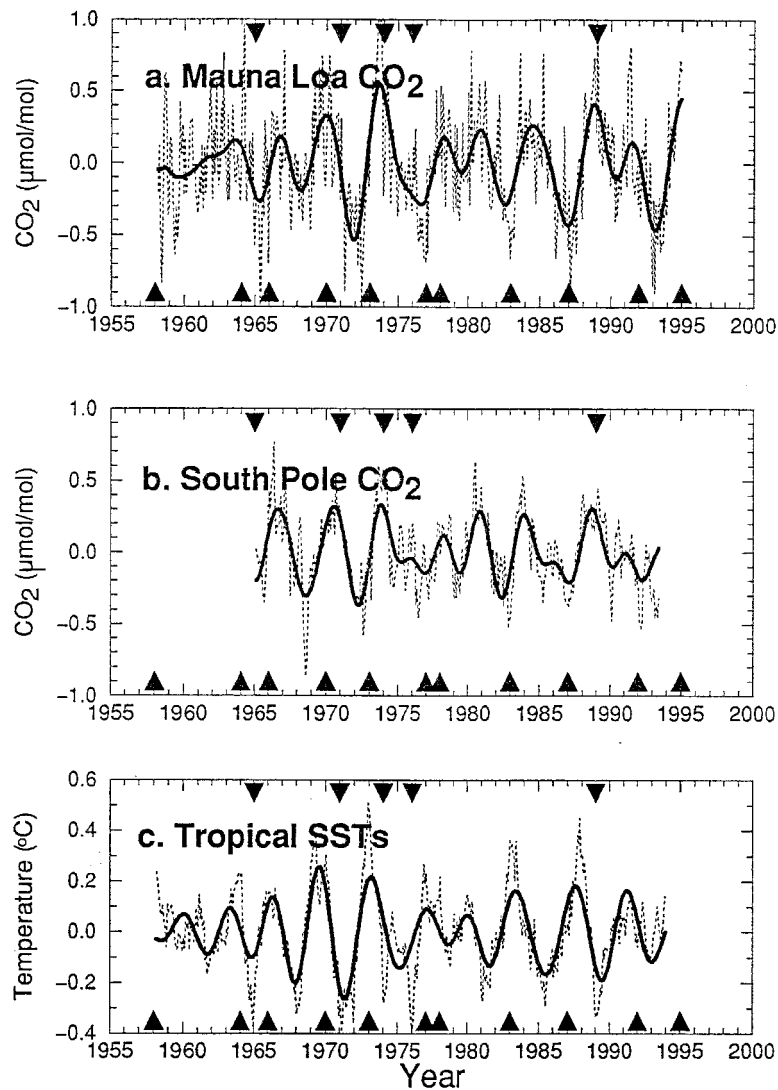 1.0
a. Mauna Loa CO2
0.5
0.0
−0.5
−1.0
CO2 (µmol/mol)
1955 1960 1965 1970 1975 1980 1985 1990 1995 2000
1.0
b. South Pole CO2
0.5
0.0
−0.5
−1.0
CO2 (µmol/mol)
1955 1960 1965 1970 1975 1980 1985 1990 1995 2000
0.6
c. Tropical SSTs
0.4
0.2
0.0
−0.2
−0.4
Temperature (ºC)
1955 1960 1965 1970 1975 1980 1985 1990 1995 2000
Year